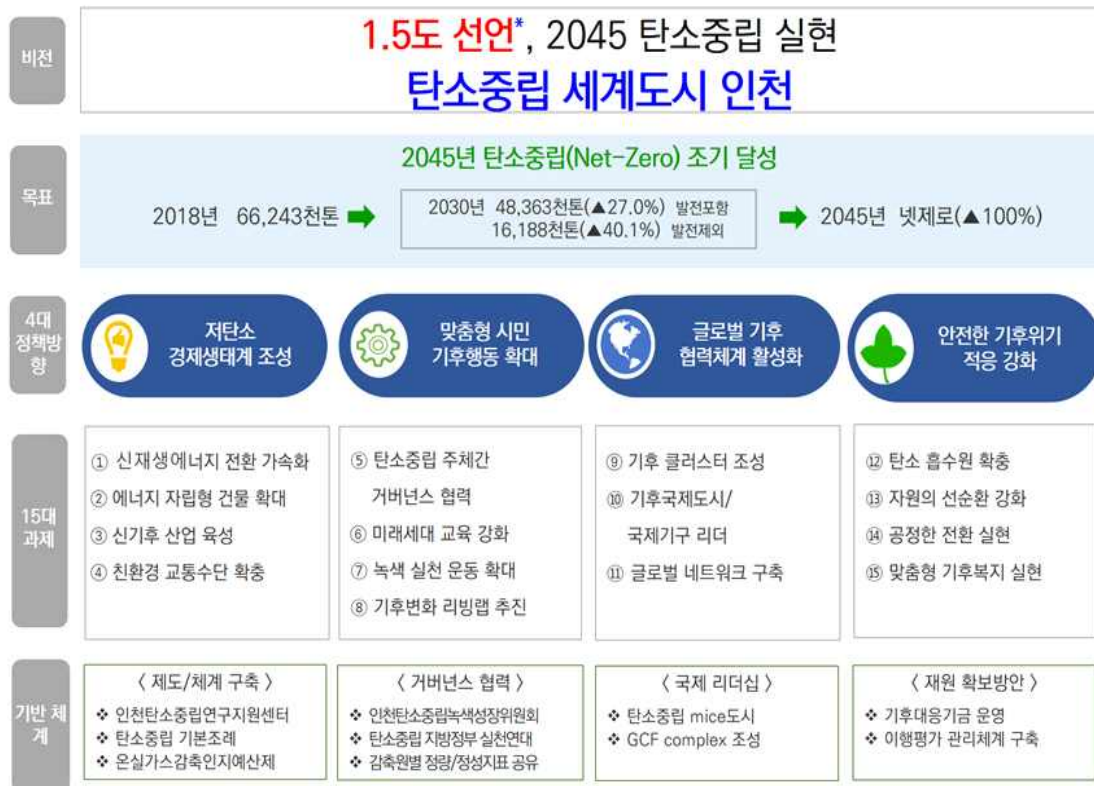 비전
1.5도 선언*, 2045 탄소중립 실현
탄소중립 세계도시 인천
목표
2045년 탄소중립(Net-Zero) 조기 달성
2018년 66,243천톤
2030년 48,363천톤(▲27.0%) 발전포함
16,188천톤(▲40.1%) 발전제외
2045년 넷제로(▲100%)
4대
정책방
향
저탄소
경제생태계 조성
맞춤형 시민
기후행동 확대
글로벌 기후
협력체계 활성화
안전한 기후위기
적응 강화
15대
과제
① 신재생에너지 전환 가속화
② 에너지 자립형 건물 확대
③ 신기후 산업 육성
④ 친환경 교통수단 확충
⑤ 탄소중립 주체간
거버넌스 협력
⑥ 미래세대 교육 강화
⑦ 녹색 실천 운동 확대
⑧ 기후변화 리빙랩 추진
⑨ 기후 클러스터 조성
⑩ 기후국제도시/
국제기구 리더
⑪ 글로벌 네트워크 구축
⑫ 탄소 흡수원 확충
⑬ 자원의 선순환 강화
⑭ 공정한 전환 실현
⑮ 맞춤형 기후복지 실현
기반 체
계
〈 제도/체계 구축 〉
❖ 인천탄소중립연구지원센터
❖ 탄소중립 기본조례
❖ 온실가스감축인지예산제
〈 거버넌스 협력 〉
❖ 인천탄소중립녹색성장위원회
❖ 탄소중립 지방정부 실천연대
❖ 감축원별 정량/정성지표 공유
〈 국제 리더십 〉
❖ 탄소중립 mice도시
❖ GCF complex 조성
〈 재원 확보방안 〉
❖ 기후대응기금 운영
❖ 이행평가 관리체계 구축